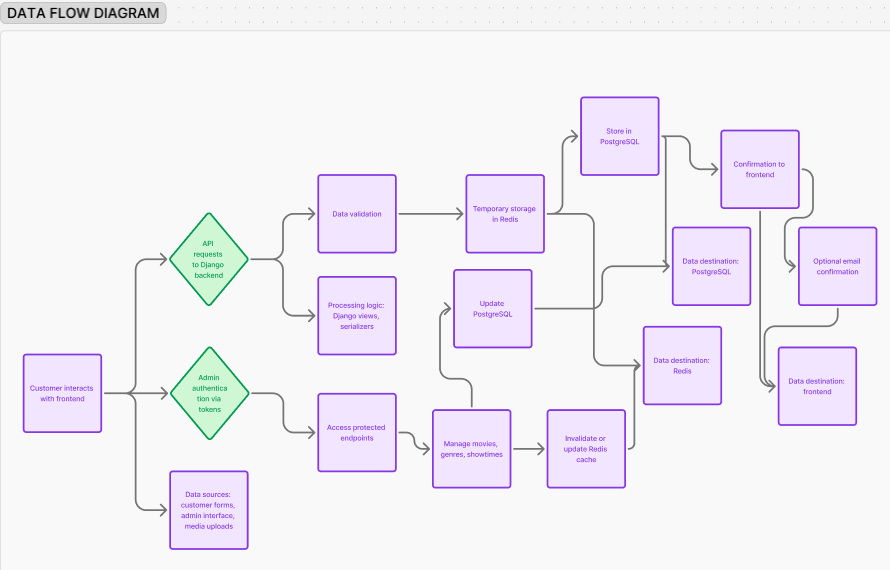 DATA FLOW DIAGRAM
Store in
PostgreSQL
Confirmation to
frontend
Data validation
Temporary storage
in Redis
API
requests
to Django
backend
Data destination:
PostgreSQL
Optional email
confirmation
Processing logic:
Django views,
serializers
Update
PostgreSQL
Data destination:
Redis
Customer interacts
with frontend
Admin
authentica
tion via
tokens
Data destination:
frontend
Access protected
endpoints
Manage movies,
genres, showtimes
Invalidate or
update Redis
cache
Data sources:
customer forms,
admin interface,
media uploads